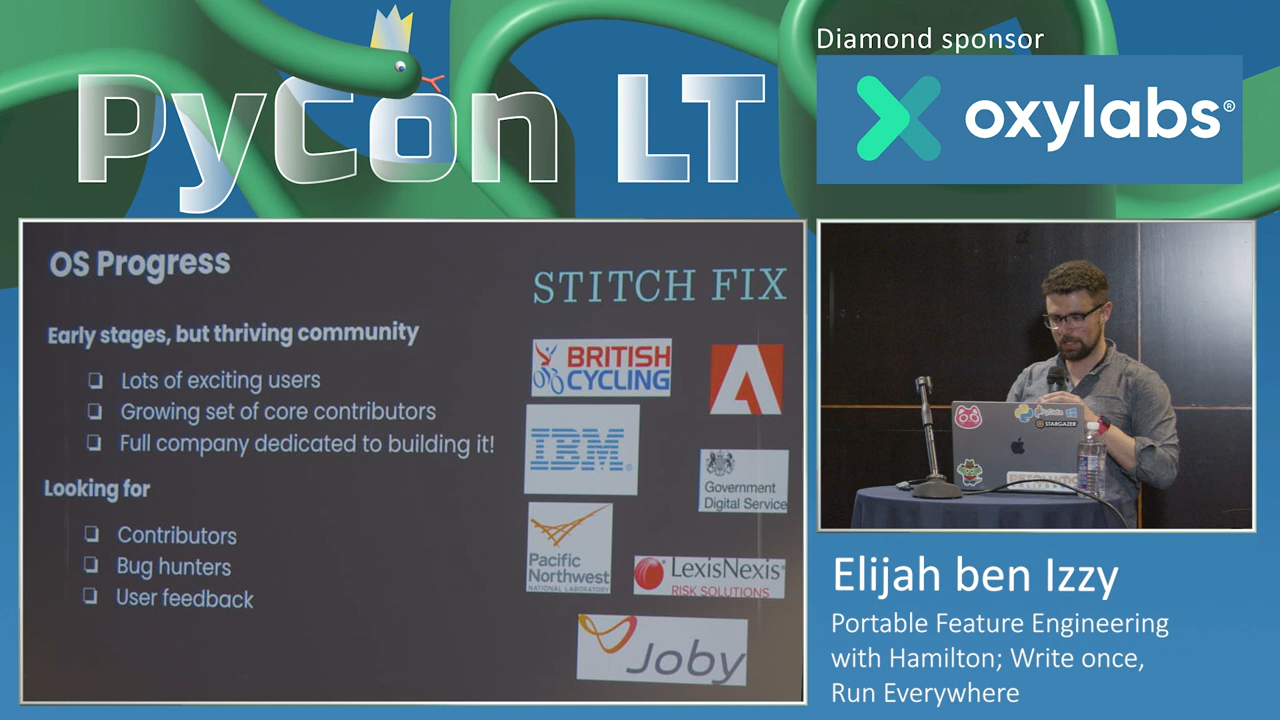 PyCon LT
Diamond sponsor
oxylabs®
OS Progress
Early stages, but thriving community
❏ Lots of exciting users
❏ Growing set of core contributors
❏ Full company dedicated to building it!
Looking for
❏ Contributors
❏ Bug hunters
❏ User feedback
STITCH FIX
BRITISH
CYCLING
IBM®
Government
Digital Service
Pacific
Northwest
NATIONAL LABORATORY
LexisNexis®
RISK SOLUTIONS
Joby
STARGAZER
Elijah ben Izzy
Portable Feature Engineering
with Hamilton; Write once,
Run Everywhere